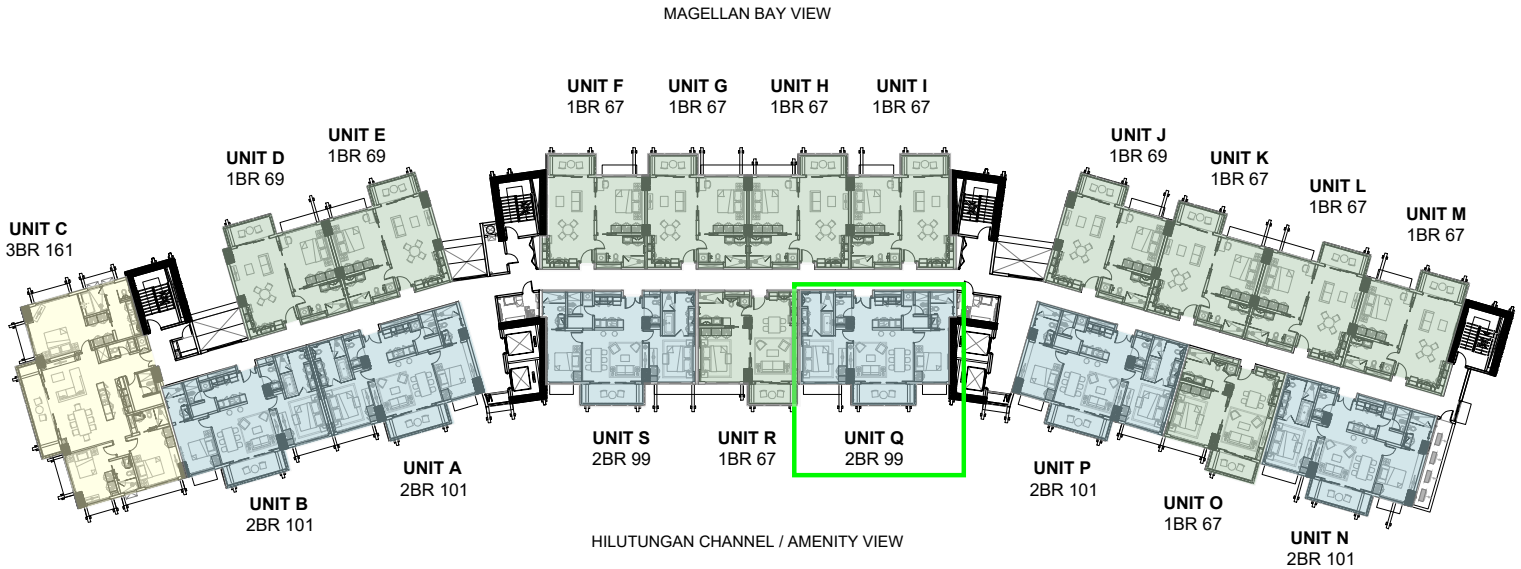 MAGELLAN BAY VIEW
UNIT F
1BR 67
UNIT G
1BR 67
UNIT H
1BR 67
UNIT I
1BR 67
UNIT E
1BR 69
UNIT D
1BR 69
UNIT J
1BR 69
UNIT K
1BR 67
UNIT L
1BR 67
UNIT M
1BR 67
UNIT C
3BR 161
UNIT S
2BR 99
UNIT R
1BR 67
UNIT Q
2BR 99
UNIT A
2BR 101
UNIT P
2BR 101
UNIT B
2BR 101
UNIT O
1BR 67
UNIT N
2BR 101
HILUTUNGAN CHANNEL / AMENITY VIEW